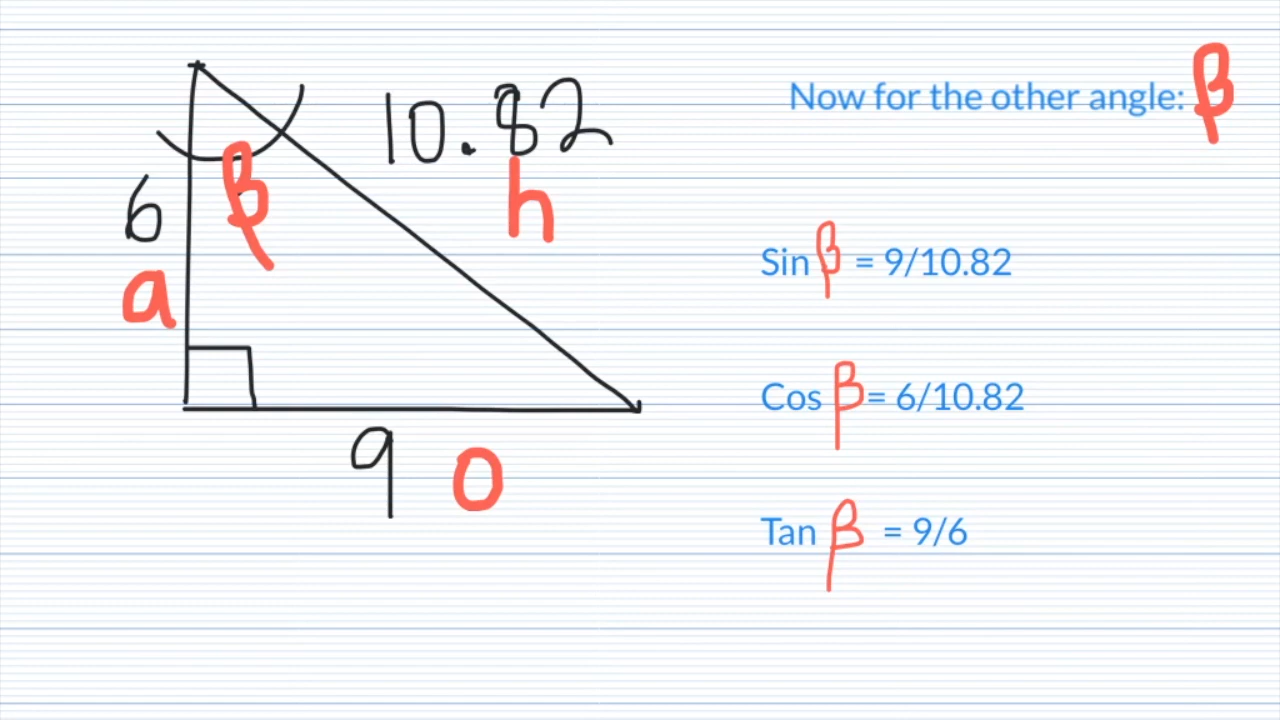 Now for the other angle: β
10.82
h
6
β
a
9 o
Sin β = 9/10.82
Cos β = 6/10.82
Tan β = 9/6